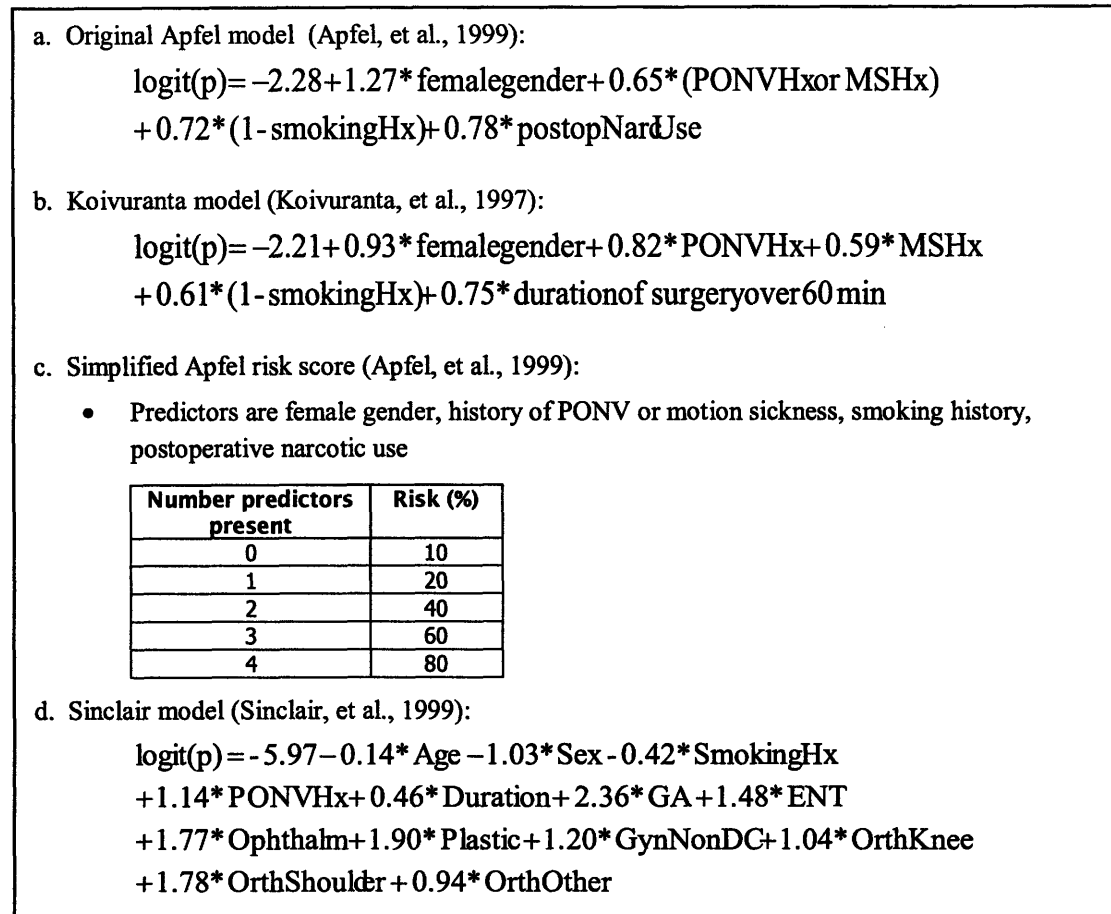 a. Original Apfel model (Apfel, et al., 1999):
logit(p)= −2.28+1.27* femalegender+ 0.65* (PONVHxor MSHx)
+0.72* (1- smokingHx)+ 0.78* postopNarcUse
b. Koivuranta model (Koivuranta, et al., 1997):
logit(p)= −2.21+0.93* femalegender+ 0.82* PONVHx+ 0.59* MSHx
+0.61* (1- smokingHx)+ 0.75* durationof surgeryover60 min
c. Simplified Apfel risk score (Apfel, et al., 1999):
• Predictors are female gender, history of PONV or motion sickness, smoking history,
postoperative narcotic use
Number predictors present Risk (%)
0 10
1 20
2 40
3 60
4 80
d. Sinclair model (Sinclair, et al., 1999):
logit(p)= - 5.97−0.14* Age −1.03* Sex - 0.42* SmokingHx
+1.14* PONVHx+ 0.46* Duration+ 2.36* GA +1.48* ENT
+1.77* Ophthalm+1.90* Plastic+1.20* GynNonDC+1.04* OrthKnee
+1.78* OrthShoulder + 0.94* OrthOther